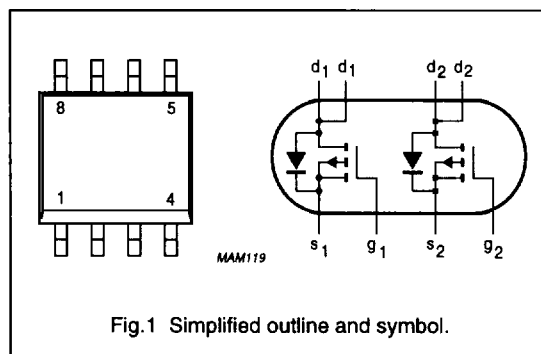 d1 d1 d2 d2
8 5
1 4
MAM119
s1 g1 s2 g2
Fig.1 Simplified outline and symbol.